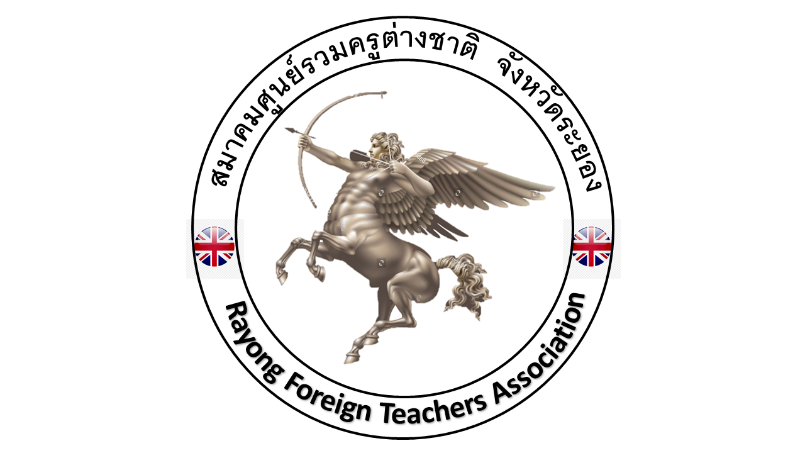 สมาคมศูนย์รวมครูต่างชาติ จังหวัดระยอง
Rayong Foreign Teachers Association